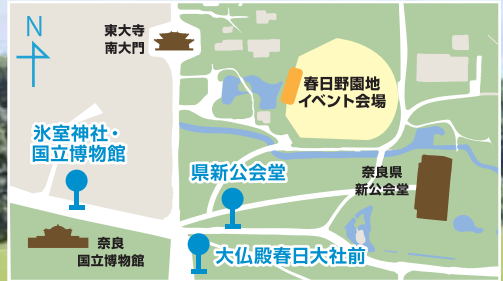 N
東大寺
南大門
春日野園地
イベント会場
氷室神社・
国立博物館
県新公会堂
奈良県
新公会堂
奈良
国立博物館
大仏殿春日大社前